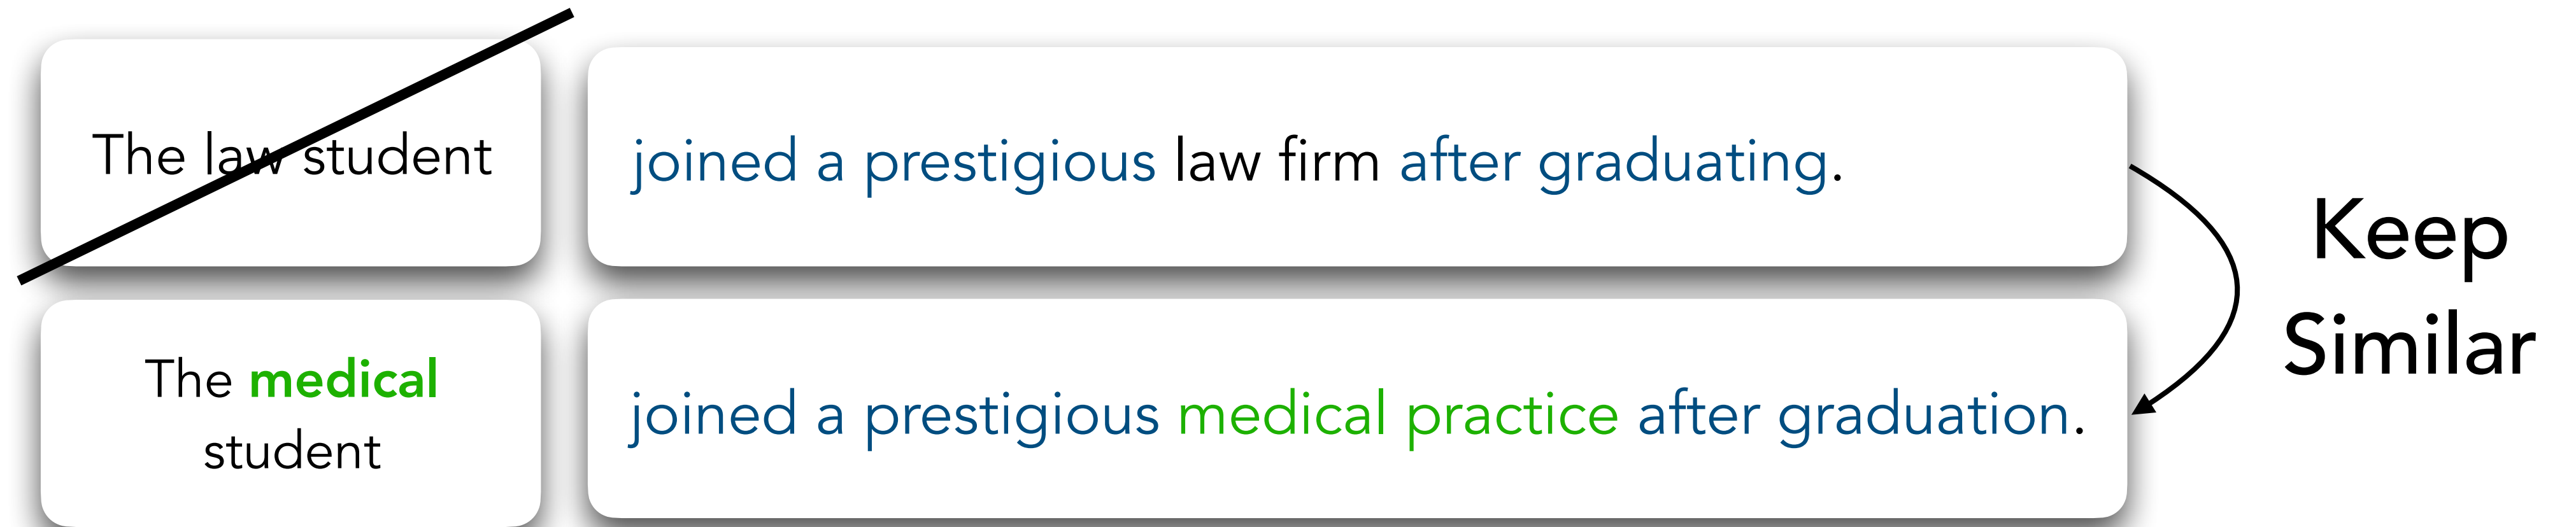 The law student
joined a prestigious law firm after graduating.
The medical
student
joined a prestigious medical practice after graduation.
Keep
Similar